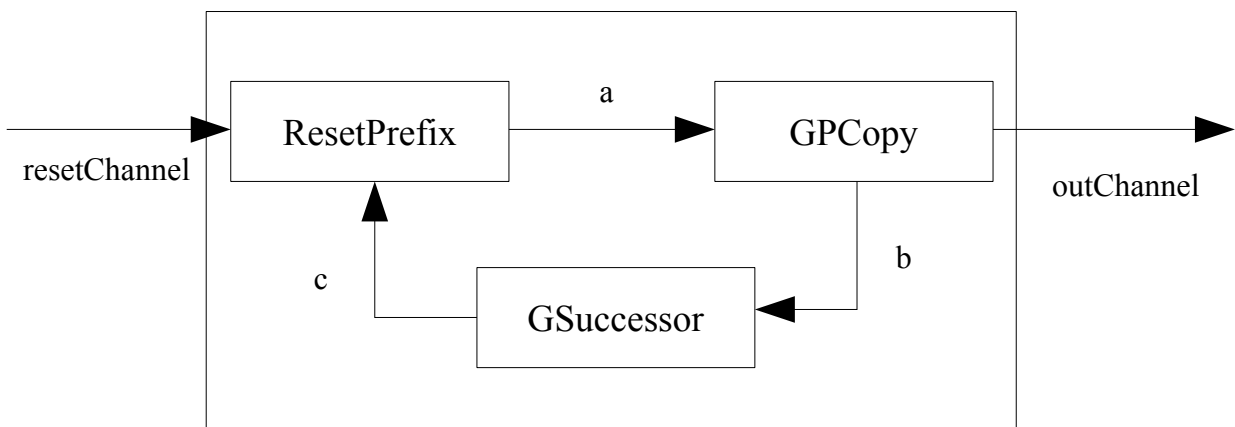 a
ResetPrefix
GPCopy
resetChannel
outChannel
c
b
GSuccessor